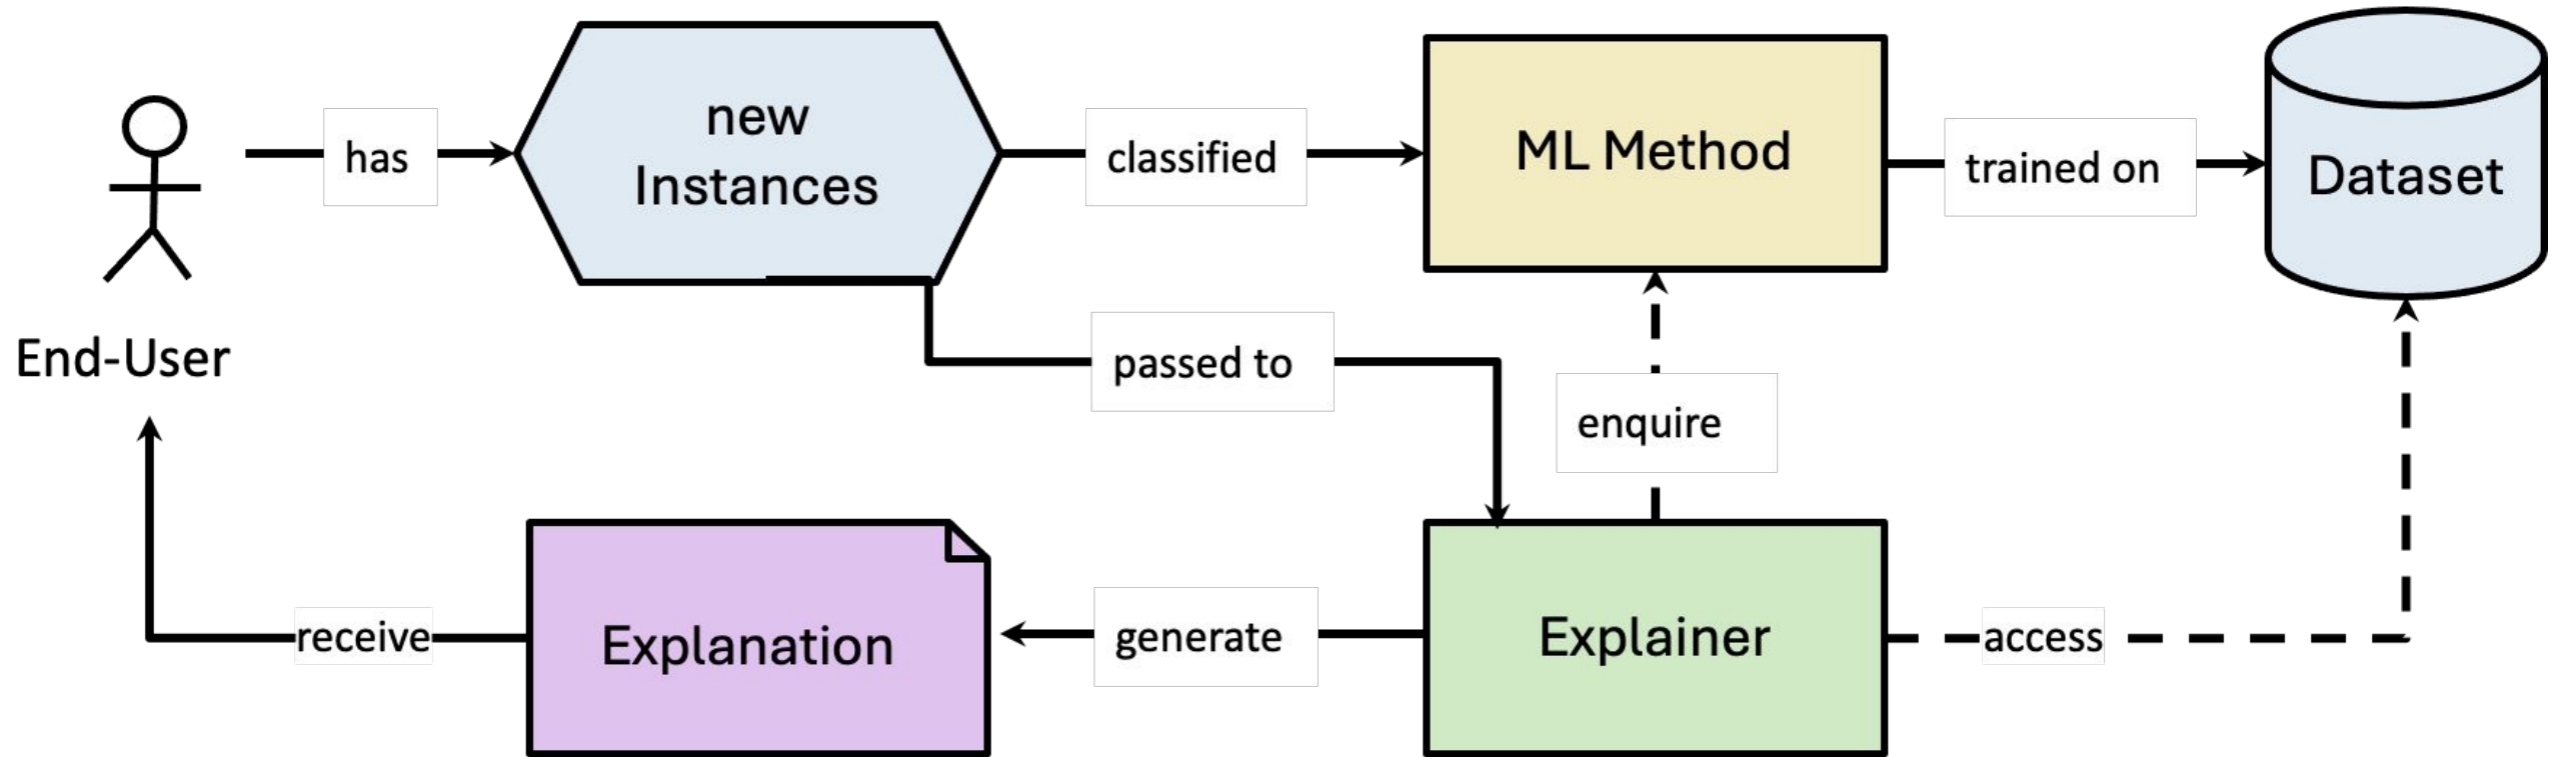 new
Instances
has
classified
ML Method
trained on
Dataset
End-User
passed to
enquire
receive
Explanation
generate
Explainer
access